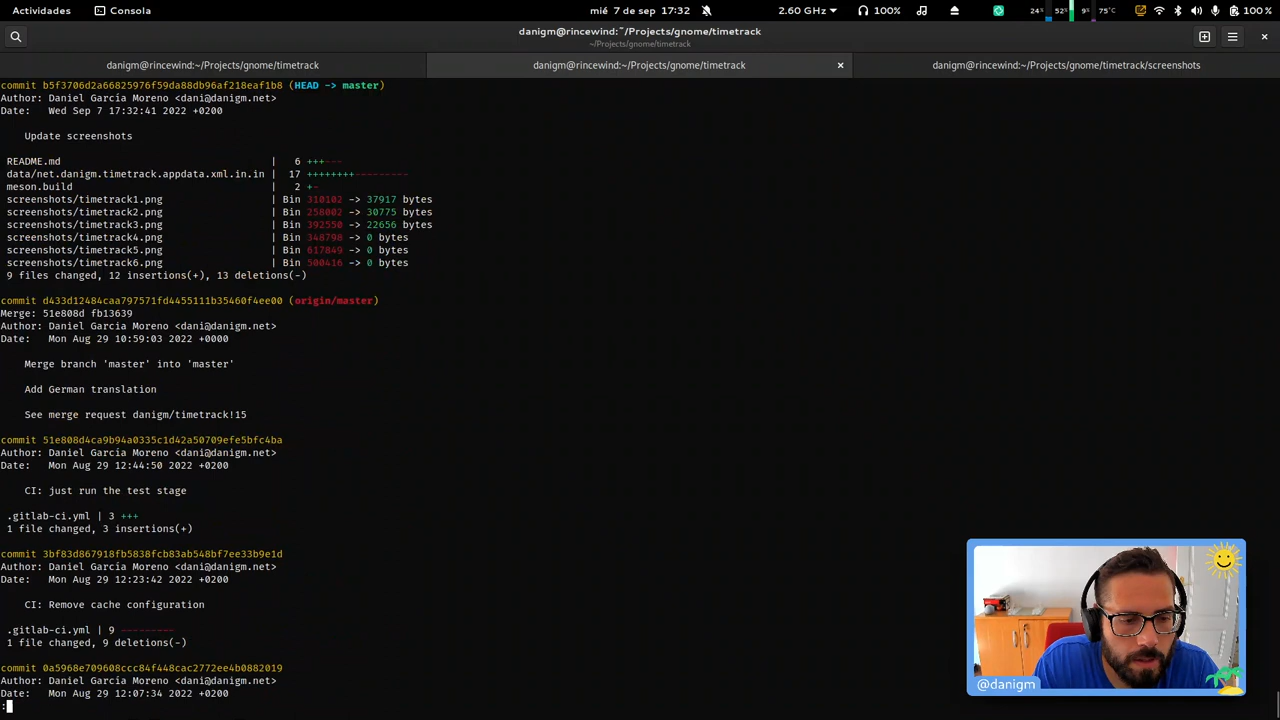 Actividades Consola mié 7 de sep 17:32 2.60 GHz 100% 24% 52% 9% 75°C 100 %
danigm@rincewind:~/Projects/gnome/timetrack
~/Projects/gnome/timetrack
danigm@rincewind:~/Projects/gnome/timetrack danigm@rincewind:~/Projects/gnome/timetrack danigm@rincewind:~/Projects/gnome/timetrack/screenshots
commit b5f3706d2a66825976f59da88db96af218eaf1b8 (HEAD -> master)
Author: Daniel Garcia Moreno <dani@danigm.net>
Date:   Wed Sep 7 17:32:41 2022 +0200
Update screenshots
README.md | 6 +++---
data/net.danigm.timetrack.appdata.xml.in.in | 17 ++++++++---------
meson.build | 2 +-
screenshots/timetrack1.png | Bin 310102 -> 37917 bytes
screenshots/timetrack2.png | Bin 258002 -> 30775 bytes
screenshots/timetrack3.png | Bin 392550 -> 22656 bytes
screenshots/timetrack4.png | Bin 348798 -> 0 bytes
screenshots/timetrack5.png | Bin 617849 -> 0 bytes
screenshots/timetrack6.png | Bin 500416 -> 0 bytes
9 files changed, 12 insertions(+), 13 deletions(-)
commit d433d12484caa797571fd4455111b35460f4ee00 (origin/master)
Merge: 51e808d fb13639
Author: Daniel Garcia Moreno <dani@danigm.net>
Date:   Mon Aug 29 10:59:03 2022 +0000
Merge branch 'master' into 'master'
Add German translation
See merge request danigm/timetrack!15
commit 51e808d4ca9b94a0335c1d42a50709efe5bfc4ba
Author: Daniel Garcia Moreno <dani@danigm.net>
Date:   Mon Aug 29 12:44:50 2022 +0200
CI: just run the test stage
.gitlab-ci.yml | 3 +++
1 file changed, 3 insertions(+)
commit 3bf83d867918fb5838fcb83ab548bf7ee33b9e1d
Author: Daniel Garcia Moreno <dani@danigm.net>
Date:   Mon Aug 29 12:23:42 2022 +0200
CI: Remove cache configuration
.gitlab-ci.yml | 9 ---------
1 file changed, 9 deletions(-)
commit 0a5968e709608ccc84f448cac2772ee4b0882019
Author: Daniel Garcia Moreno <dani@danigm.net>
Date:   Mon Aug 29 12:07:34 2022 +0200
:
@danigm